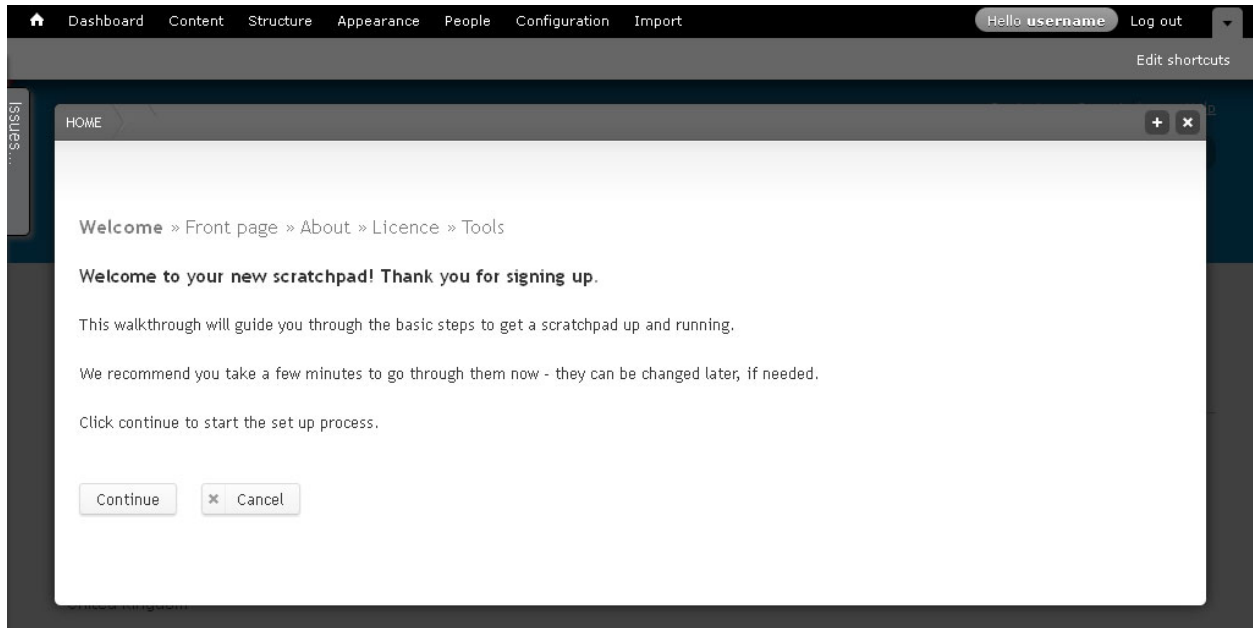 Dashboard Content Structure Appearance People Configuration Import Hello username Log out
Edit shortcuts
Issues...
HOME
Welcome » Front page » About » Licence » Tools
Welcome to your new scratchpad! Thank you for signing up.
This walkthrough will guide you through the basic steps to get a scratchpad up and running.
We recommend you take a few minutes to go through them now - they can be changed later, if needed.
Click continue to start the set up process.
Continue Cancel
United Kingdom